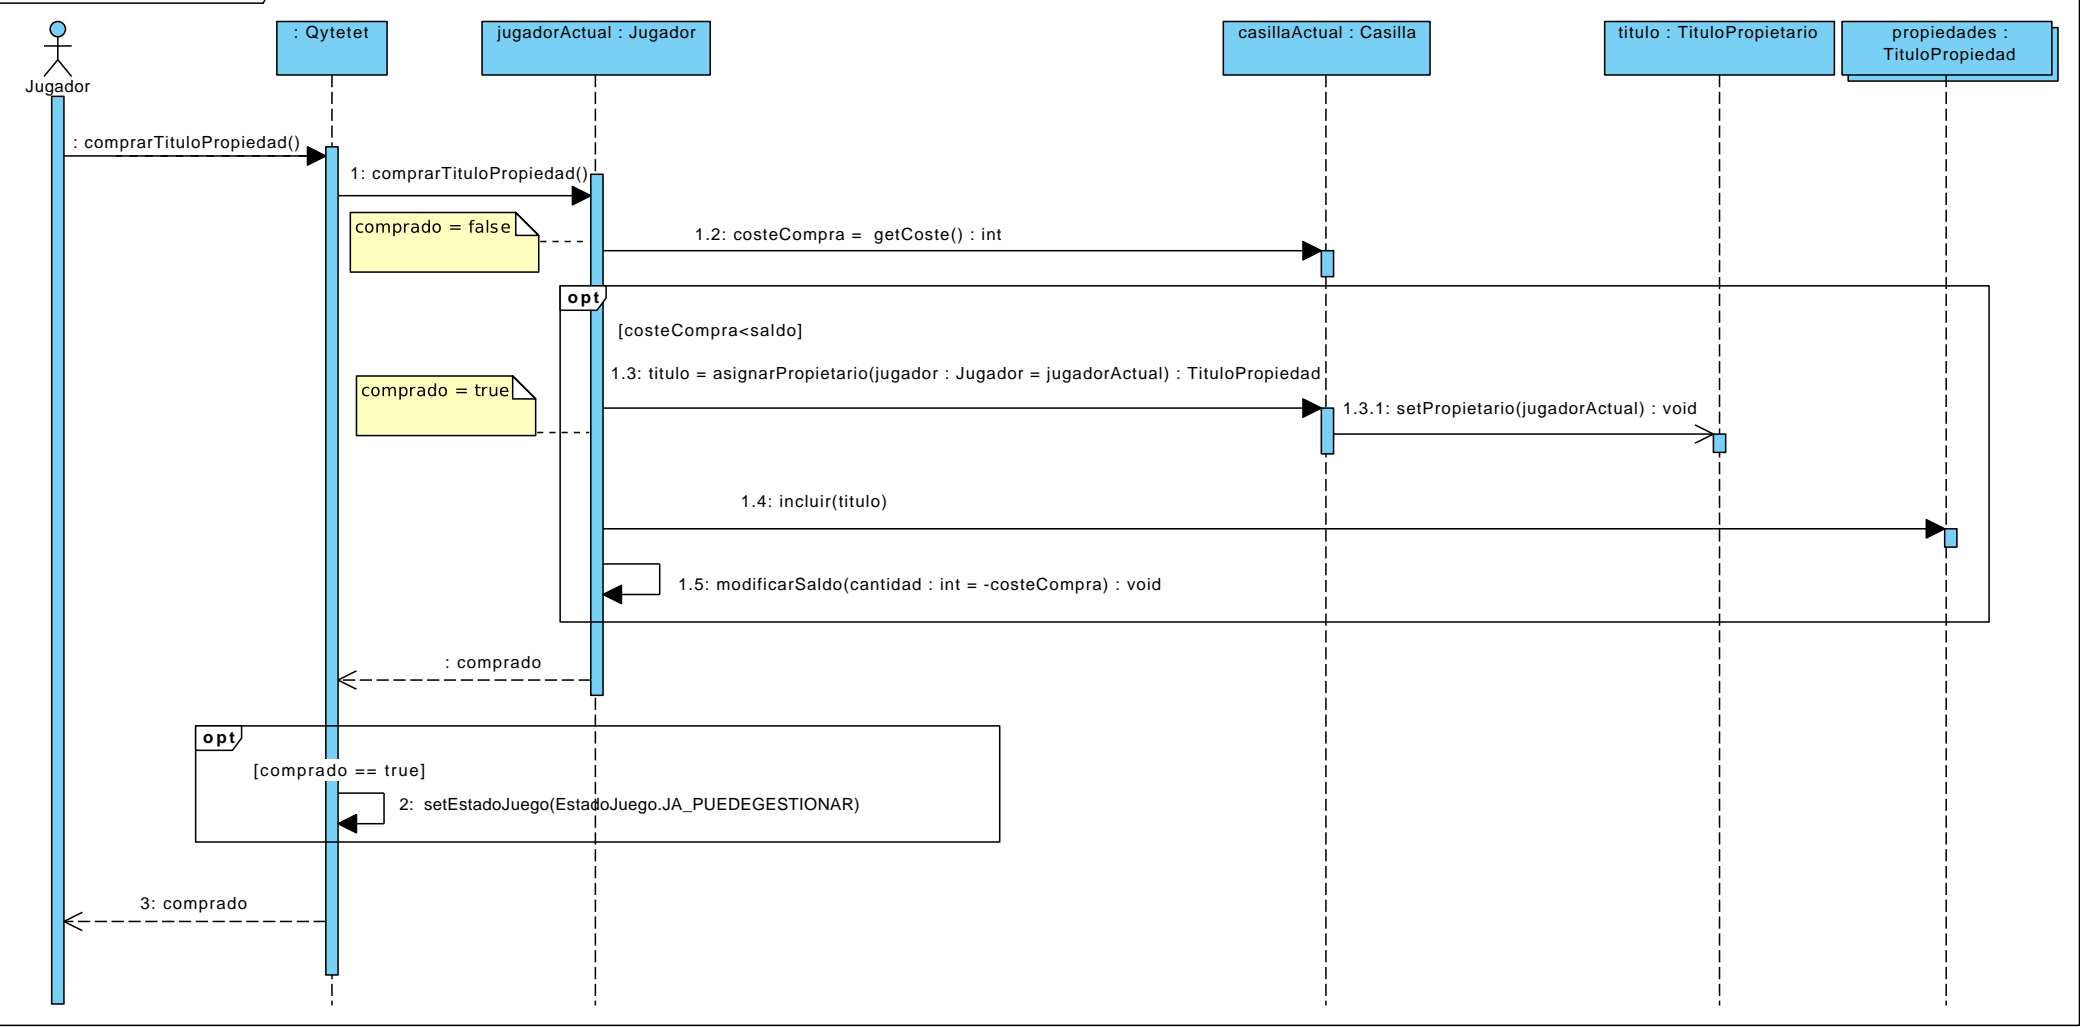 : Qytetet
jugadorActual : Jugador
casillaActual : Casilla
titulo : TituloPropietario
propiedades :
TituloPropiedad
Jugador
: comprarTituloPropiedad()
1: comprarTituloPropiedad()
comprado = false
1.2: costeCompra =  getCoste() : int
opt
[costeCompra<saldo]
1.3: titulo = asignarPropietario(jugador : Jugador = jugadorActual) : TituloPropiedad
comprado = true
1.3.1: setPropietario(jugadorActual) : void
1.4: incluir(titulo)
1.5: modificarSaldo(cantidad : int = -costeCompra) : void
: comprado
opt
[comprado == true]
2:  setEstadoJuego(EstadoJuego.JA_PUEDEGESTIONAR)
3: comprado